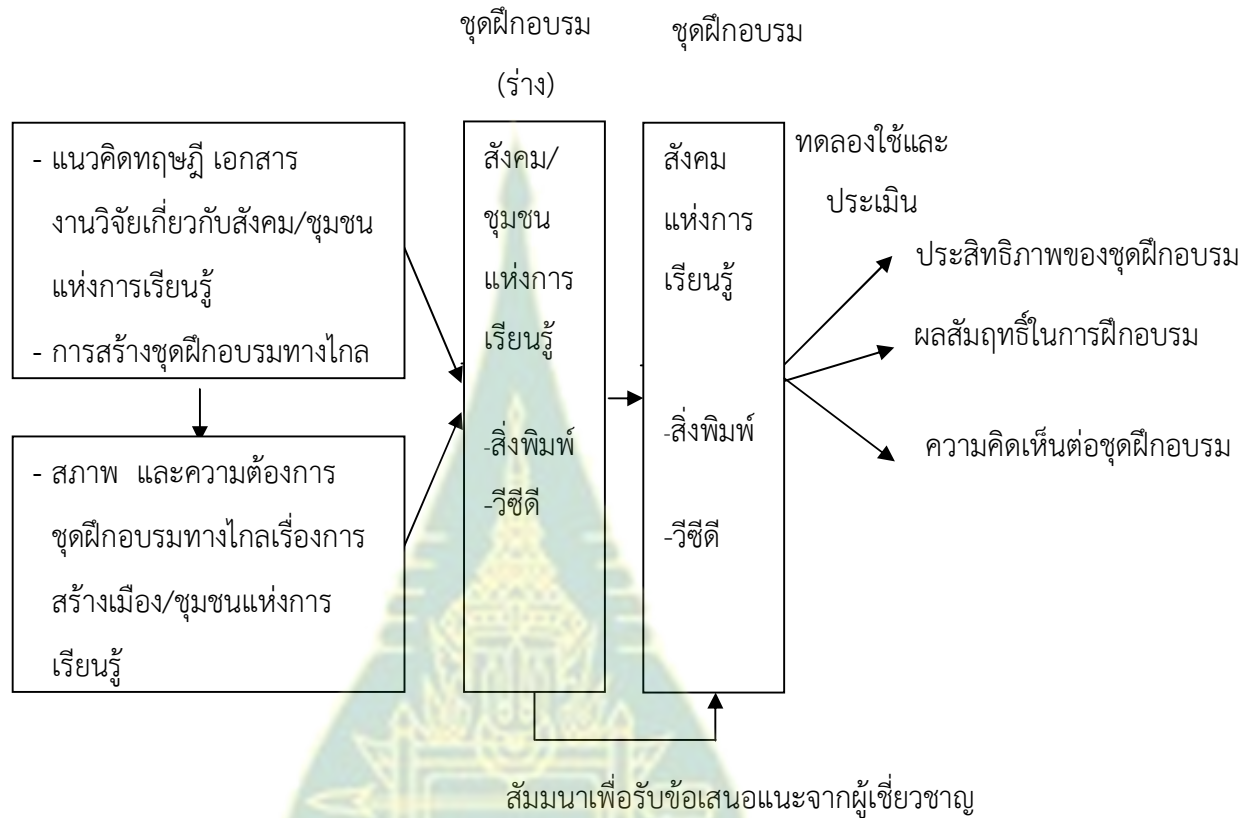 ชุดฝึกอบรม
(ร่าง)
ชุดฝึกอบรม
- แนวคิดทฤษฎี เอกสาร
งานวิจัยเกี่ยวกับสังคม/ชุมชน
แห่งการเรียนรู้
- การสร้างชุดฝึกอบรมทางไกล
- สภาพ และความต้องการ
ชุดฝึกอบรมทางไกลเรื่องการ
สร้างเมือง/ชุมชนแห่งการ
เรียนรู้
สังคม/
ชุมชน
แห่งการ
เรียนรู้
-สิ่งพิมพ์
-วีซีดี
สังคม
แห่งการ
เรียนรู้
-สิ่งพิมพ์
-วีซีดี
ทดลองใช้และ
ประเมิน
ประสิทธิภาพของชุดฝึกอบรม
ผลสัมฤทธิ์ในการฝึกอบรม
ความคิดเห็นต่อชุดฝึกอบรม
สัมมนาเพื่อรับข้อเสนอแนะจากผู้เชี่ยวชาญ